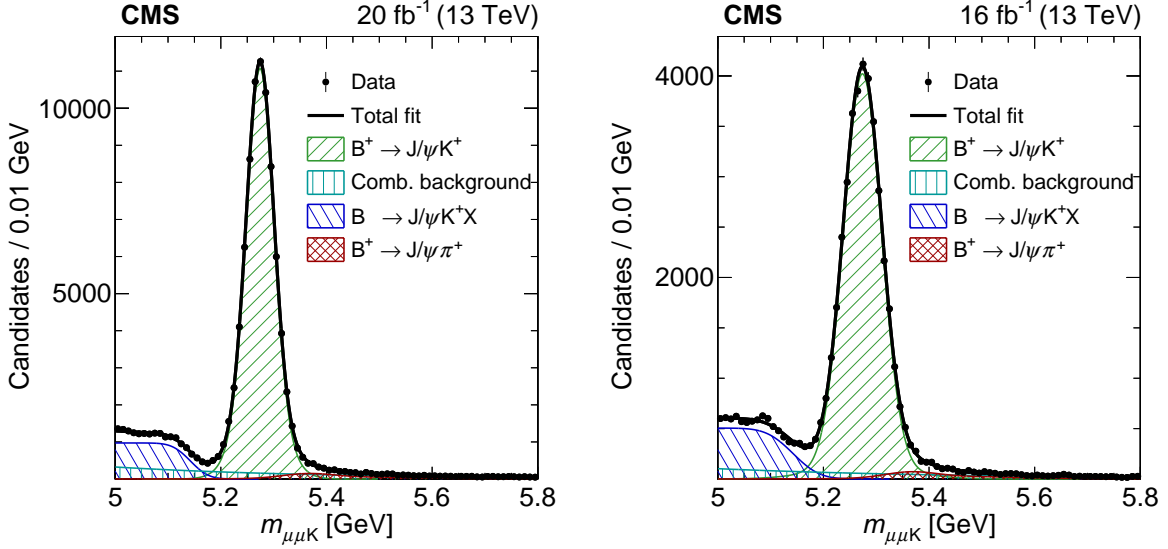 CMS 20 fb⁻¹ (13 TeV)
Candidates / 0.01 GeV
10000
5000
Data
Total fit
B⁺ → J/ψK⁺
Comb. background
B → J/ψK⁺X
B⁺ → J/ψπ⁺
5 5.2 5.4 5.6 5.8
m_μμK [GeV]
CMS 16 fb⁻¹ (13 TeV)
Candidates / 0.01 GeV
4000
2000
Data
Total fit
B⁺ → J/ψK⁺
Comb. background
B → J/ψK⁺X
B⁺ → J/ψπ⁺
5 5.2 5.4 5.6 5.8
m_μμK [GeV]